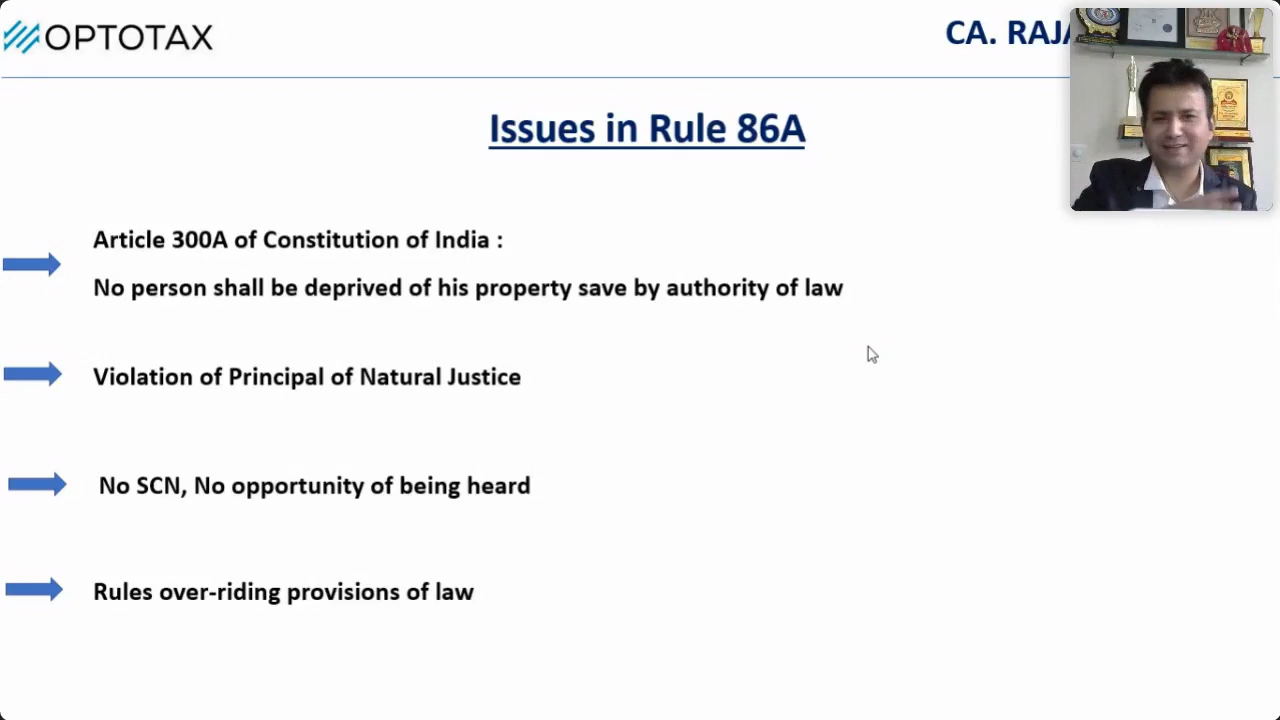 OPTOTAX
CA.
Issues in Rule 86A
Article 300A of Constitution of India :
No person shall be deprived of his property save by authority of law
Violation of Principal of Natural Justice
No SCN, No opportunity of being heard
Rules over-riding provisions of law